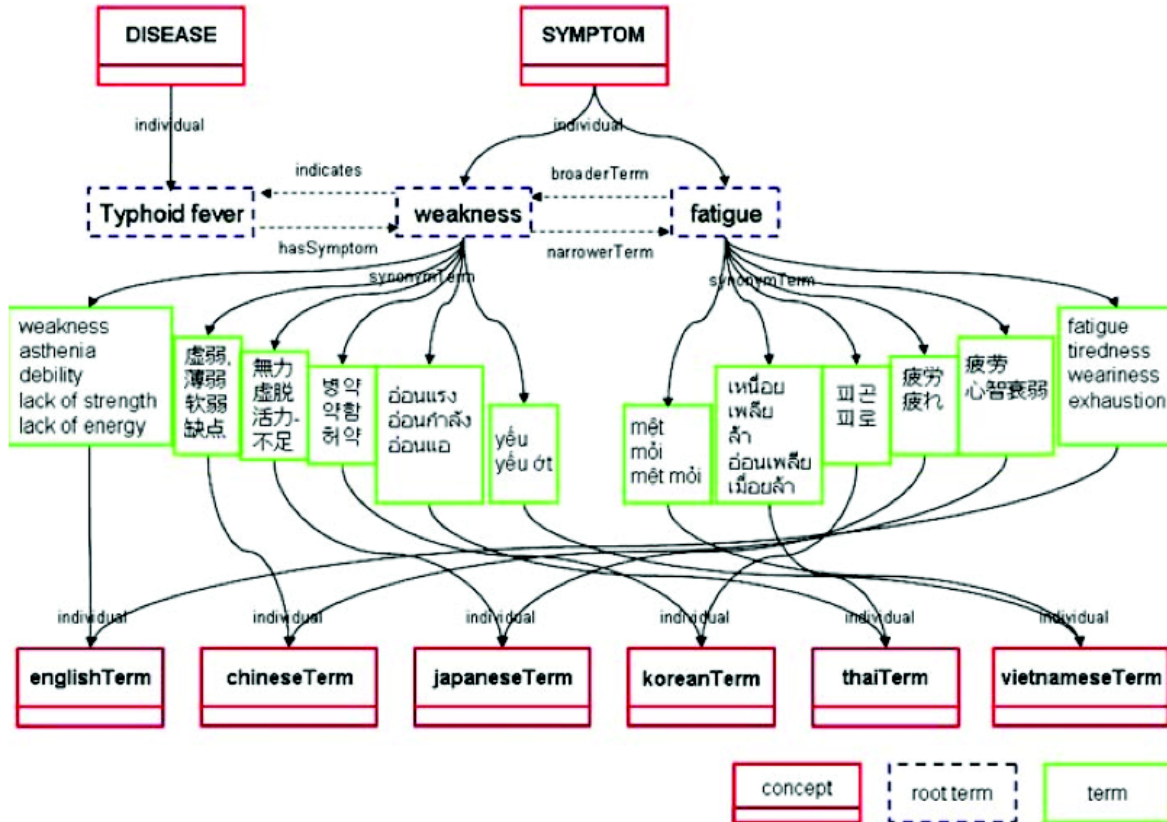 DISEASE
SYMPTOM
individual
individual
indicates
broaderTerm
Typhoid fever
weakness
fatigue
hasSymptom
narrowerTerm
synonymTerm
synonymTerm
weakness
asthenia
debility
lack of strength
lack of energy
虚弱,
薄弱
软弱
缺点
無力
虚脱
活力-
不足
병약
약함
허약
อ่อนแรง
อ่อนกำลัง
อ่อนแอ
yếu
yếu ớt
mệt
mỏi
mệt mỏi
เหนื่อย
เพลีย
ล้า
อ่อนเพลีย
เมื่อยล้า
피곤
피로
疲労
疲れ
疲劳
心智衰弱
fatigue
tiredness
weariness
exhaustion
individual
individual
individual
individual
individual
individual
englishTerm
chineseTerm
japaneseTerm
koreanTerm
thaiTerm
vietnameseTerm
concept
root term
term